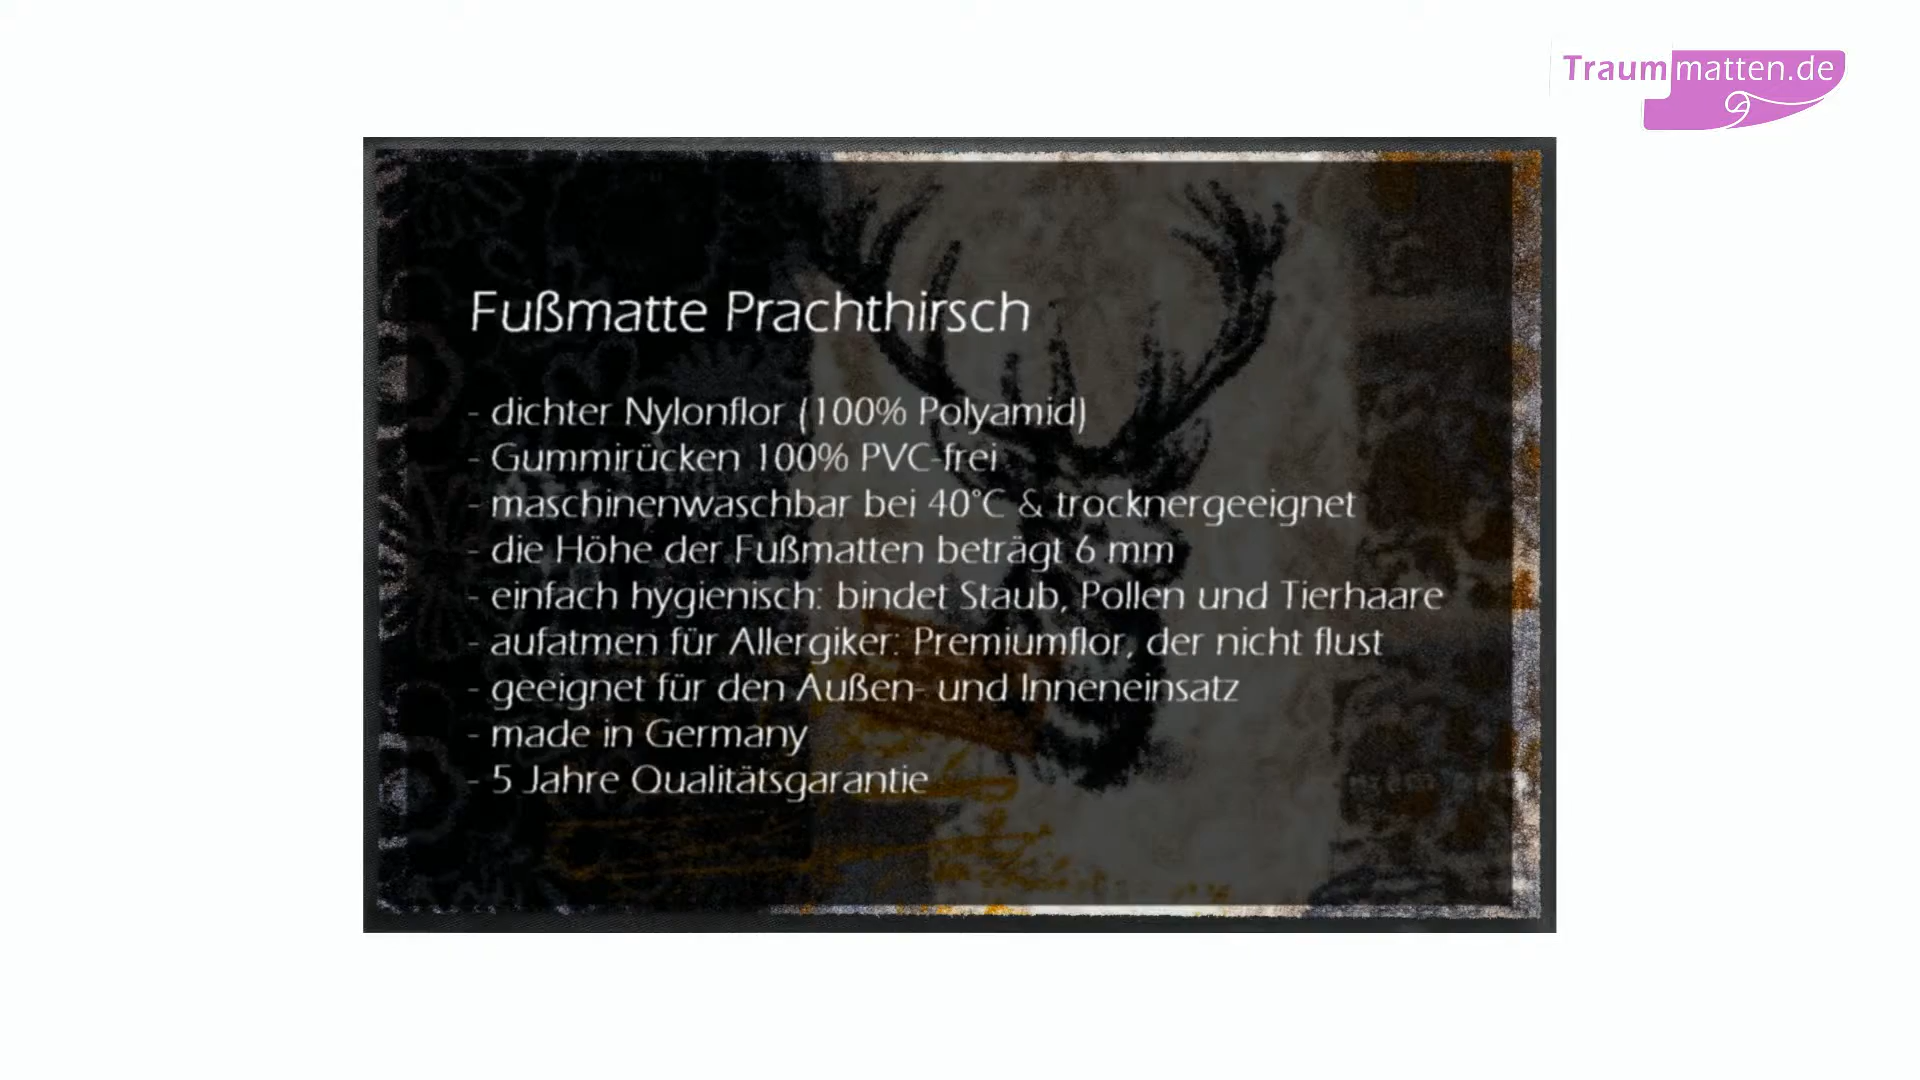 Traummatten.de
Fußmatte Prachthirsch
- dichter Nylonflor (100% Polyamid)
- Gummirücken 100% PVC-frei
- maschinenwaschbar bei 40°C & trocknergeeignet
- die Höhe der Fußmatten beträgt 6 mm
- einfach hygienisch: bindet Staub, Pollen und Tierhaare
- aufatmen für Allergiker: Premiumflor, der nicht flust
- geeignet für den Außen- und Inneneinsatz
- made in Germany
- 5 Jahre Qualitätsgarantie